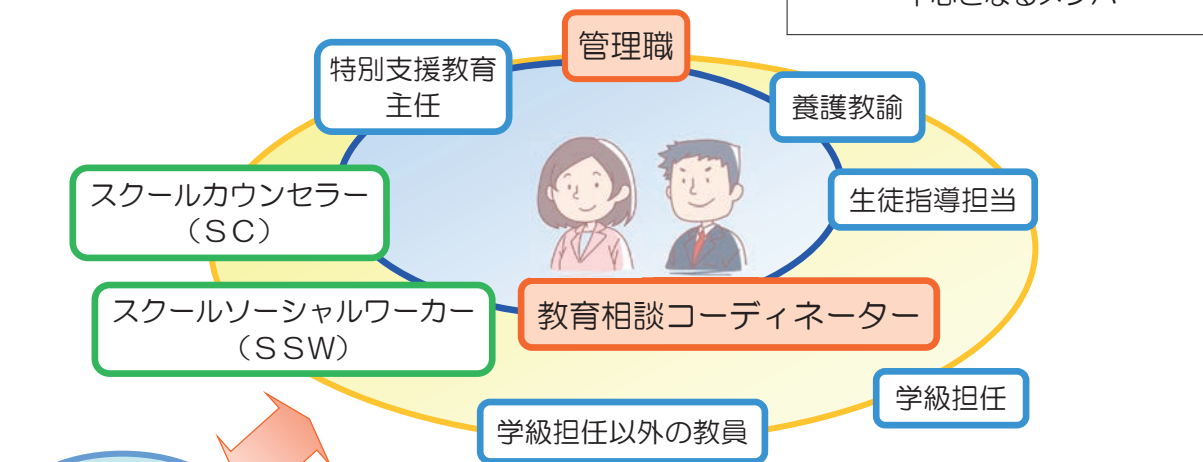 管理職
特別支援教育
主任
養護教諭
スクールカウンセラー
（ＳＣ）
生徒指導担当
スクールソーシャルワーカー
（ＳＳＷ）
教育相談コーディネーター
学級担任
学級担任以外の教員